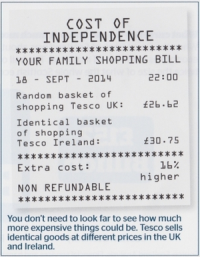 COST OF
INDEPENDENCE
********************
YOUR FAMILY SHOPPING BILL
18 - SEPT - 2014 22:00
Random basket of
shopping Tesco UK: £26.62
Identical basket
of shopping
Tesco Ireland: £30.75
********************
Extra cost: 16%
higher
NON REFUNDABLE
********************
You don't need to look far to see how much
more expensive things could be. Tesco sells
identical goods at different prices in the UK
and Ireland.